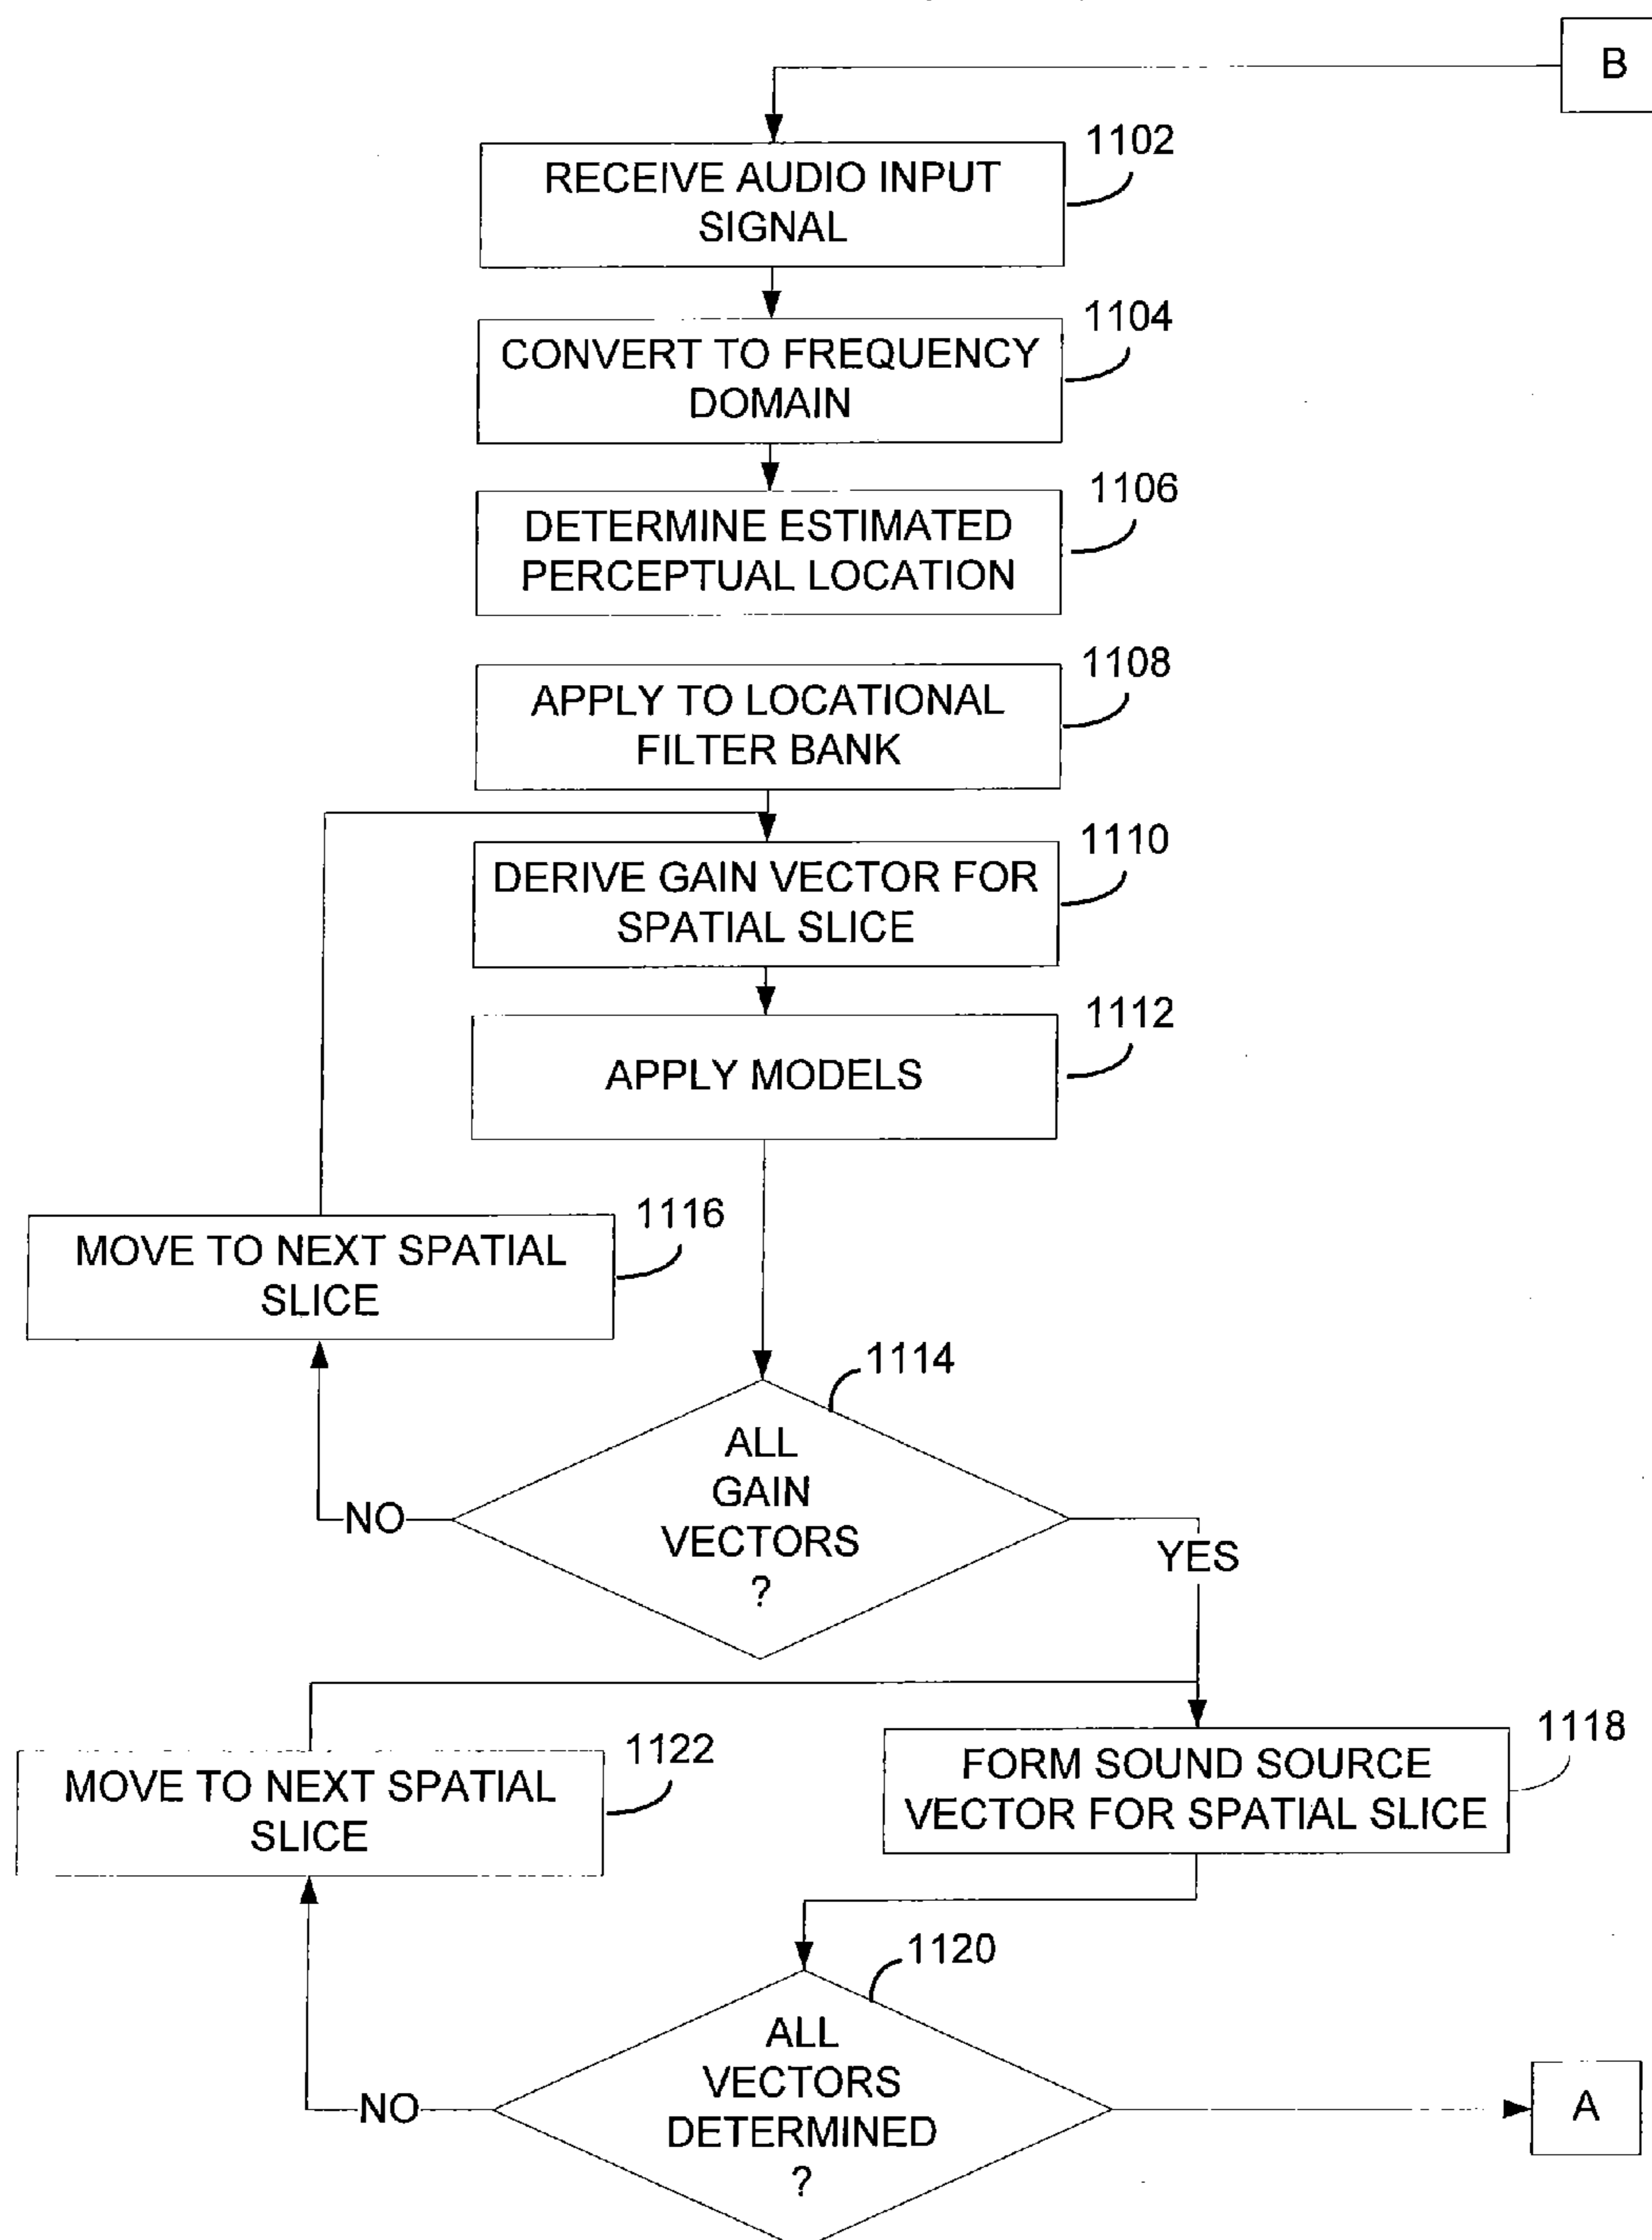 B
1102
RECEIVE AUDIO INPUT
SIGNAL
1104
CONVERT TO FREQUENCY
DOMAIN
1106
DETERMINE ESTIMATED
PERCEPTUAL LOCATION
1108
APPLY TO LOCATIONAL
FILTER BANK
1110
DERIVE GAIN VECTOR FOR
SPATIAL SLICE
1112
APPLY MODELS
1116
MOVE TO NEXT SPATIAL
SLICE
1114
ALL
GAIN
VECTORS
?
NO
YES
1118
FORM SOUND SOURCE
VECTOR FOR SPATIAL SLICE
1122
MOVE TO NEXT SPATIAL
SLICE
1120
ALL
VECTORS
DETERMINED
?
NO
A